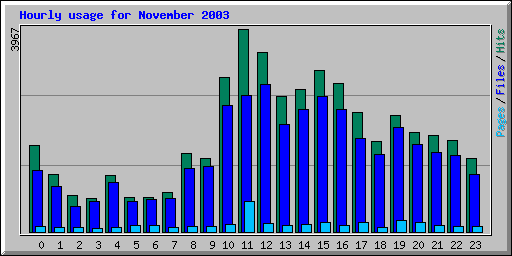 Hourly usage for November 2003
3967
Pages/Files/Hits
0 1 2 3 4 5 6 7 8 9 10 11 12 13 14 15 16 17 18 19 20 21 22 23